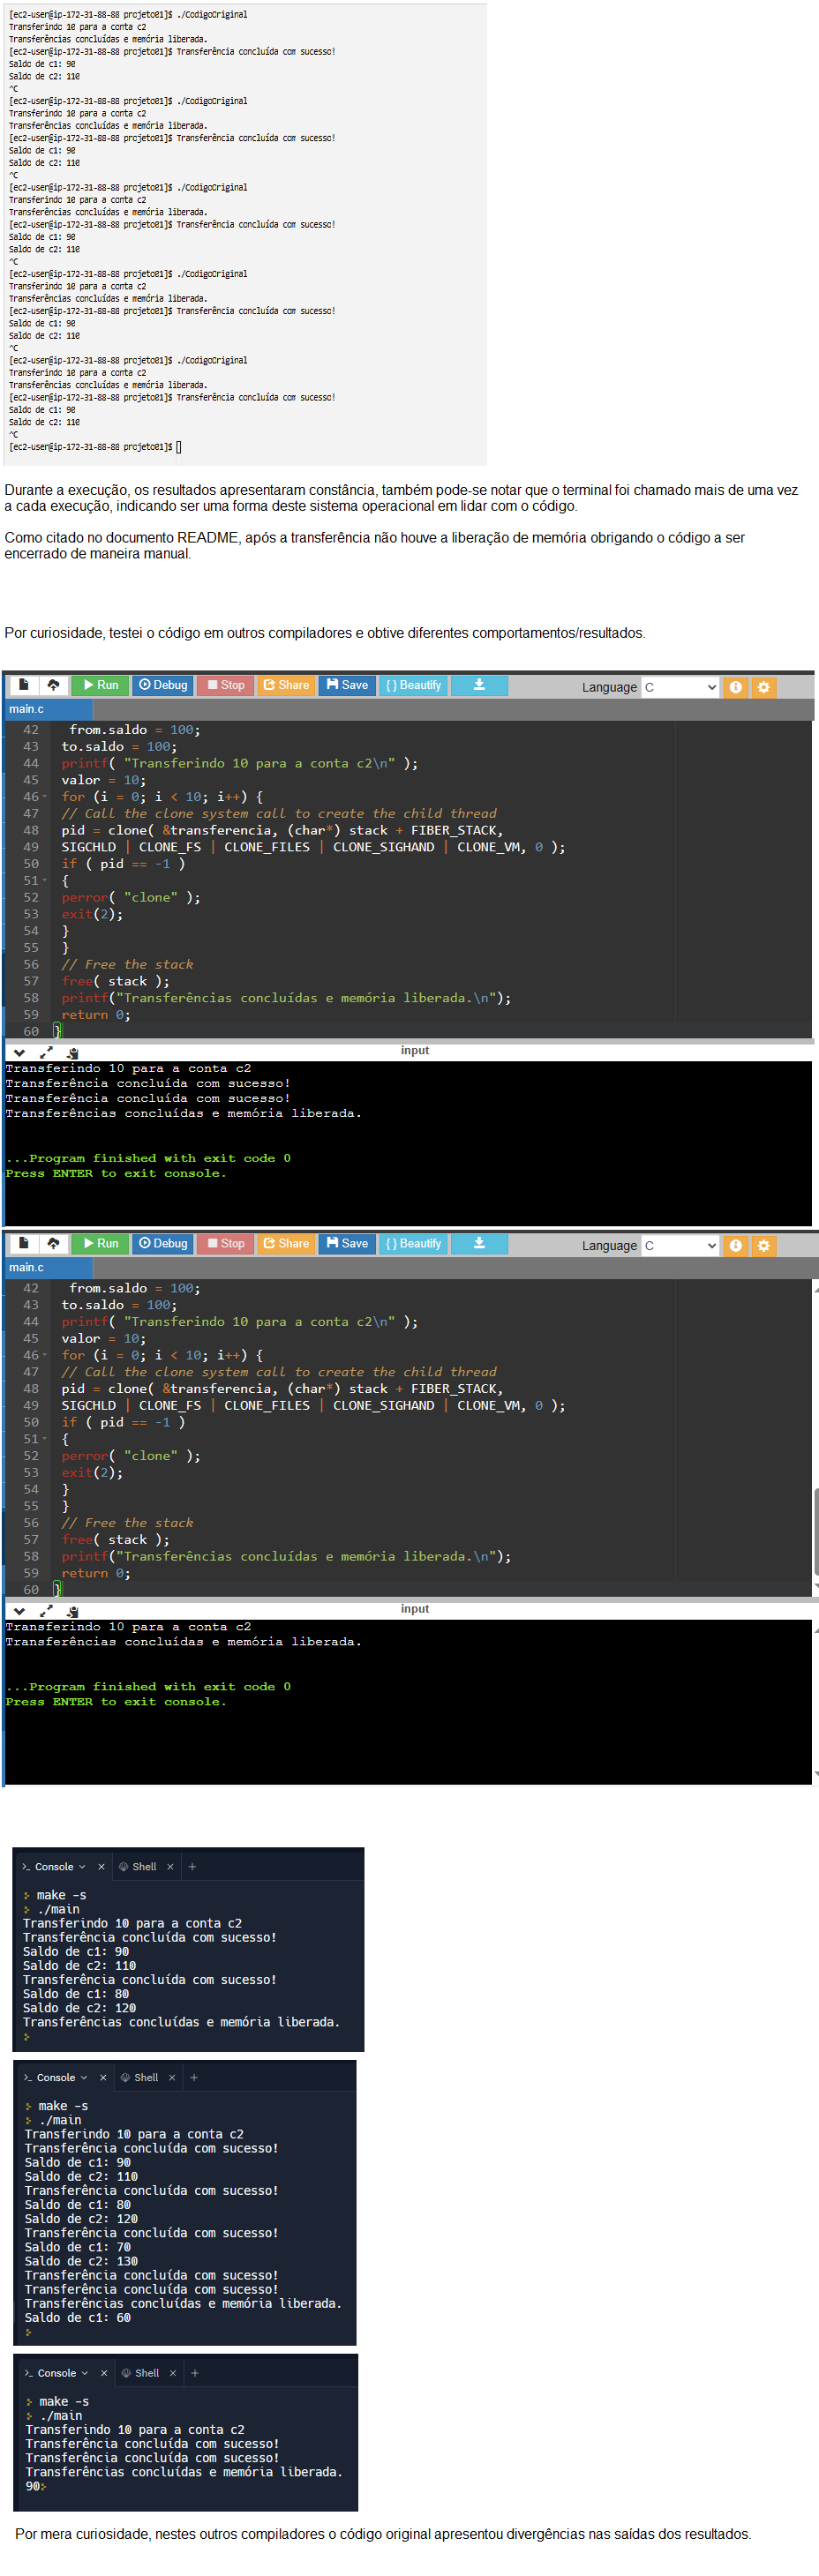 [ec2-user@ip-172-31-88-88 projeto01]$ ./CodigoOriginal
Transferindo 10 para a conta c2
Transferências concluídas e memória liberada.
[ec2-user@ip-172-31-88-88 projeto01]$ Transferência concluída com sucesso!
Saldo de c1: 90
Saldo de c2: 110
^C
[ec2-user@ip-172-31-88-88 projeto01]$ ./CodigoOriginal
Transferindo 10 para a conta c2
Transferências concluídas e memória liberada.
[ec2-user@ip-172-31-88-88 projeto01]$ Transferência concluída com sucesso!
Saldo de c1: 90
Saldo de c2: 110
^C
[ec2-user@ip-172-31-88-88 projeto01]$ ./CodigoOriginal
Transferindo 10 para a conta c2
Transferências concluídas e memória liberada.
[ec2-user@ip-172-31-88-88 projeto01]$ Transferência concluída com sucesso!
Saldo de c1: 90
Saldo de c2: 110
^C
[ec2-user@ip-172-31-88-88 projeto01]$ ./CodigoOriginal
Transferindo 10 para a conta c2
Transferências concluídas e memória liberada.
[ec2-user@ip-172-31-88-88 projeto01]$ Transferência concluída com sucesso!
Saldo de c1: 90
Saldo de c2: 110
^C
[ec2-user@ip-172-31-88-88 projeto01]$ ./CodigoOriginal
Transferindo 10 para a conta c2
Transferências concluídas e memória liberada.
[ec2-user@ip-172-31-88-88 projeto01]$ Transferência concluída com sucesso!
Saldo de c1: 90
Saldo de c2: 110
^C
[ec2-user@ip-172-31-88-88 projeto01]$
Durante a execução, os resultados apresentaram constância, também pode-se notar que o terminal foi chamado mais de uma vez
a cada execução, indicando ser uma forma deste sistema operacional em lidar com o código.
Como citado no documento README, após a transferência não houve a liberação de memória obrigando o código a ser
encerrado de maneira manual.
Por curiosidade, testei o código em outros compiladores e obtive diferentes comportamentos/resultados.
Run Debug Stop Share Save { } Beautify Language C
main.c
42 from.saldo = 100;
43 to.saldo = 100;
44 printf( "Transferindo 10 para a conta c2\n" );
45 valor = 10;
46 for (i = 0; i < 10; i++) {
47 // Call the clone system call to create the child thread
48 pid = clone( &transferencia, (char*) stack + FIBER_STACK,
49 SIGCHLD | CLONE_FS | CLONE_FILES | CLONE_SIGHAND | CLONE_VM, 0 );
50 if ( pid == -1 )
51 {
52 perror( "clone" );
53 exit(2);
54 }
55 }
56 // Free the stack
57 free( stack );
58 printf("Transferências concluídas e memória liberada.\n");
59 return 0;
60 }
input
Transferindo 10 para a conta c2
Transferência concluída com sucesso!
Transferência concluída com sucesso!
Transferências concluídas e memória liberada.
...Program finished with exit code 0
Press ENTER to exit console.
Run Debug Stop Share Save { } Beautify Language C
main.c
42 from.saldo = 100;
43 to.saldo = 100;
44 printf( "Transferindo 10 para a conta c2\n" );
45 valor = 10;
46 for (i = 0; i < 10; i++) {
47 // Call the clone system call to create the child thread
48 pid = clone( &transferencia, (char*) stack + FIBER_STACK,
49 SIGCHLD | CLONE_FS | CLONE_FILES | CLONE_SIGHAND | CLONE_VM, 0 );
50 if ( pid == -1 )
51 {
52 perror( "clone" );
53 exit(2);
54 }
55 }
56 // Free the stack
57 free( stack );
58 printf("Transferências concluídas e memória liberada.\n");
59 return 0;
60 }
input
Transferindo 10 para a conta c2
Transferências concluídas e memória liberada.
...Program finished with exit code 0
Press ENTER to exit console.
>_ Console × Shell × +
make -s
./main
Transferindo 10 para a conta c2
Transferência concluída com sucesso!
Saldo de c1: 90
Saldo de c2: 110
Transferência concluída com sucesso!
Saldo de c1: 80
Saldo de c2: 120
Transferências concluídas e memória liberada.
>_ Console × Shell × +
make -s
./main
Transferindo 10 para a conta c2
Transferência concluída com sucesso!
Saldo de c1: 90
Saldo de c2: 110
Transferência concluída com sucesso!
Saldo de c1: 80
Saldo de c2: 120
Transferência concluída com sucesso!
Saldo de c1: 70
Saldo de c2: 130
Transferência concluída com sucesso!
Transferência concluída com sucesso!
Transferências concluídas e memória liberada.
Saldo de c1: 60
>_ Console × Shell × +
make -s
./main
Transferindo 10 para a conta c2
Transferência concluída com sucesso!
Transferência concluída com sucesso!
Transferências concluídas e memória liberada.
90
Por mera curiosidade, nestes outros compiladores o código original apresentou divergências nas saídas dos resultados.